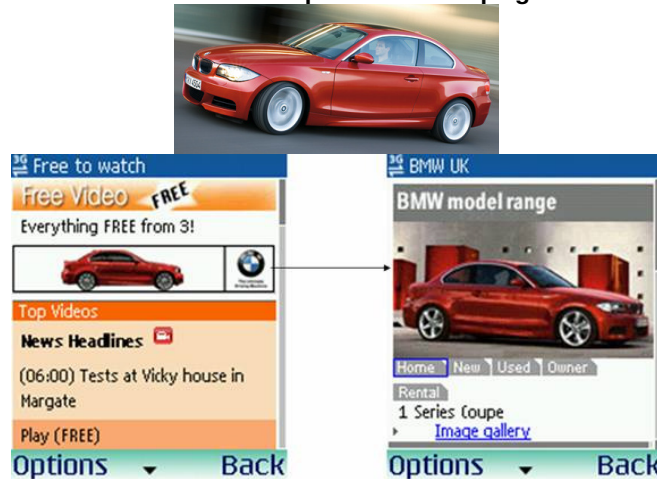 3G Free to watch
Free Video FREE
Everything FREE from 3!
Top Videos
News Headlines
(06:00) Tests at Vicky house in
Margate
Play (FREE)
Options Back
3G BMW UK
BMW model range
Home New Used Owner
Rental
1 Series Coupe
Image gallery
Options Back